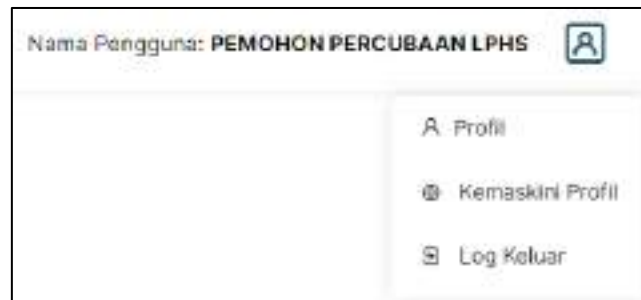 Nama Pengguna: PEMOHON PERCUBAAN LPHS
Profil
Kemaskini Profil
Log Keluar